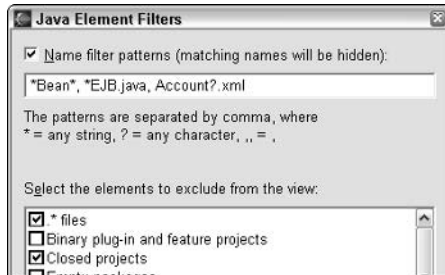 Java Element Filters
Name filter patterns (matching names will be hidden):
*Bean*, *EJB.java, Account?.xml
The patterns are separated by comma, where
* = any string, ? = any character, ,, = ,
Select the elements to exclude from the view:
.* files
Binary plug-in and feature projects
Closed projects
Empty packages